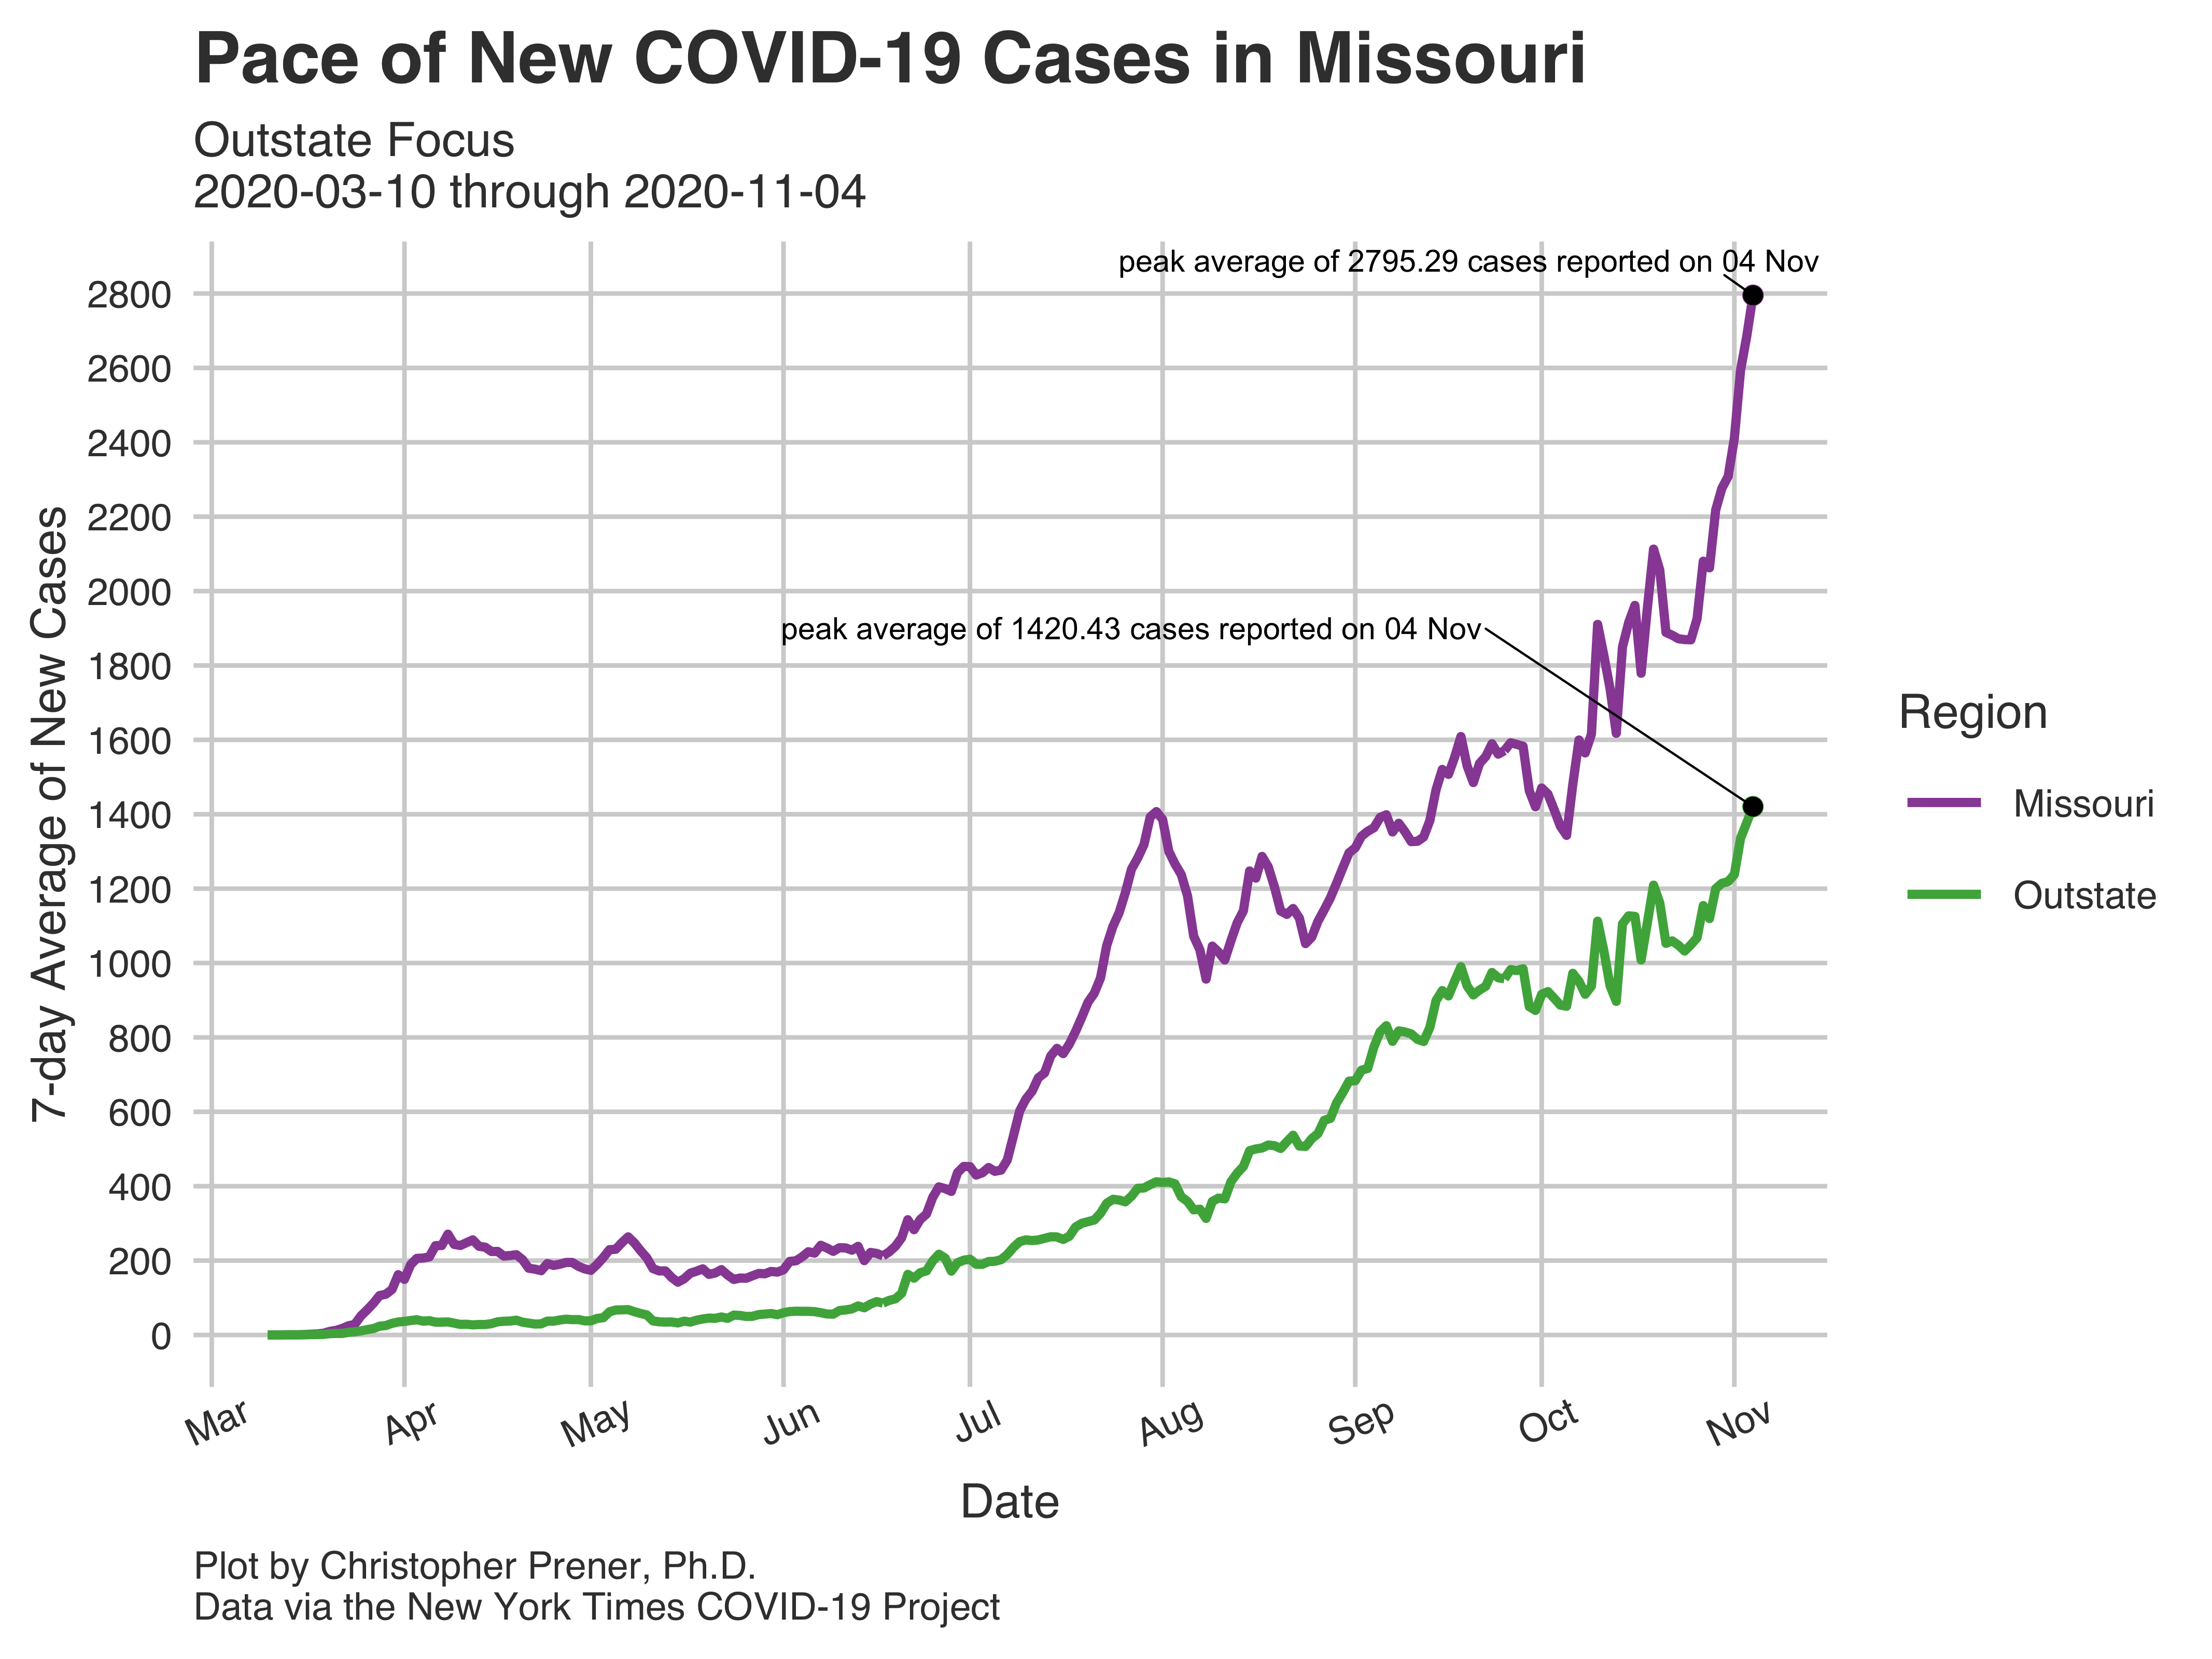 Pace of New COVID-19 Cases in Missouri
Outstate Focus
2020-03-10 through 2020-11-04
peak average of 2795.29 cases reported on 04 Nov
peak average of 1420.43 cases reported on 04 Nov
7-day Average of New Cases
2800
2600
2400
2200
2000
1800
1600
1400
1200
1000
800
600
400
200
0
Mar
Apr
May
Jun
Jul
Aug
Sep
Oct
Nov
Date
Region
Missouri
Outstate
Plot by Christopher Prener, Ph.D.
Data via the New York Times COVID-19 Project